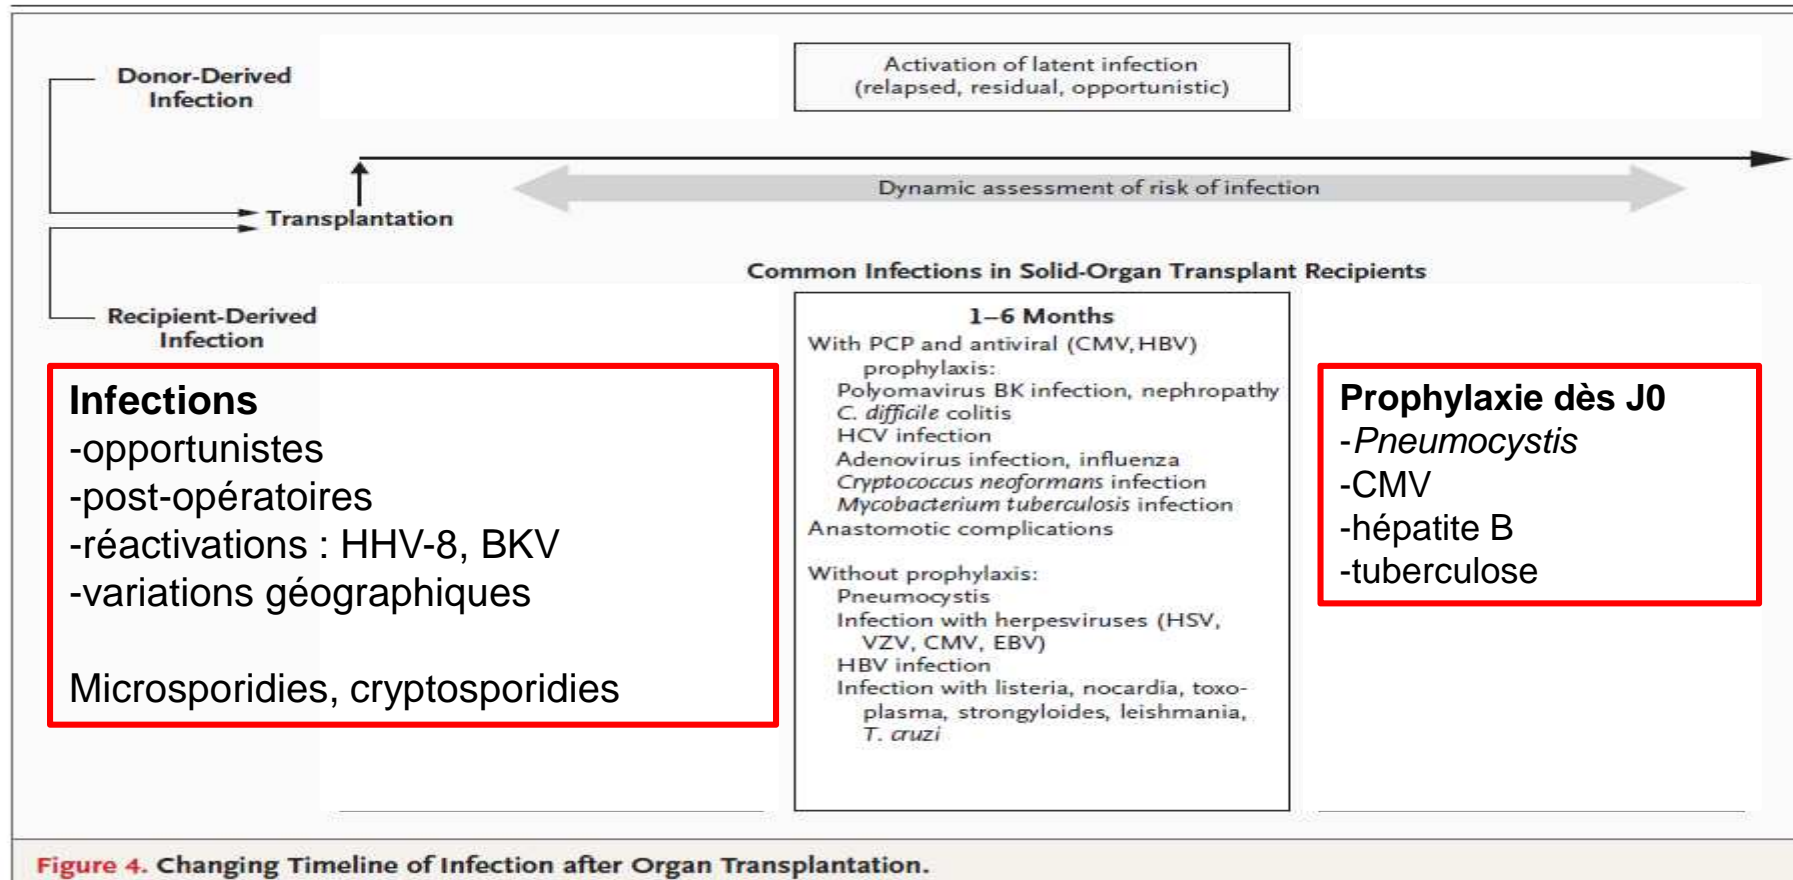 Donor-Derived
Infection
Activation of latent infection
(relapsed, residual, opportunistic)
Dynamic assessment of risk of infection
Transplantation
Common Infections in Solid-Organ Transplant Recipients
Recipient-Derived
Infection
Infections
-opportunistes
-post-opératoires
-réactivations : HHV-8, BKV
-variations géographiques
Microsporidies, cryptosporidies
1–6 Months
With PCP and antiviral (CMV, HBV)
prophylaxis:
Polyomavirus BK infection, nephropathy
C. difficile colitis
HCV infection
Adenovirus infection, influenza
Cryptococcus neoformans infection
Mycobacterium tuberculosis infection
Anastomotic complications
Without prophylaxis:
Pneumocystis
Infection with herpesviruses (HSV,
VZV, CMV, EBV)
HBV infection
Infection with listeria, nocardia, toxo-
plasma, strongyloides, leishmania,
T. cruzi
Prophylaxie dès J0
-Pneumocystis
-CMV
-hépatite B
-tuberculose
Figure 4. Changing Timeline of Infection after Organ Transplantation.